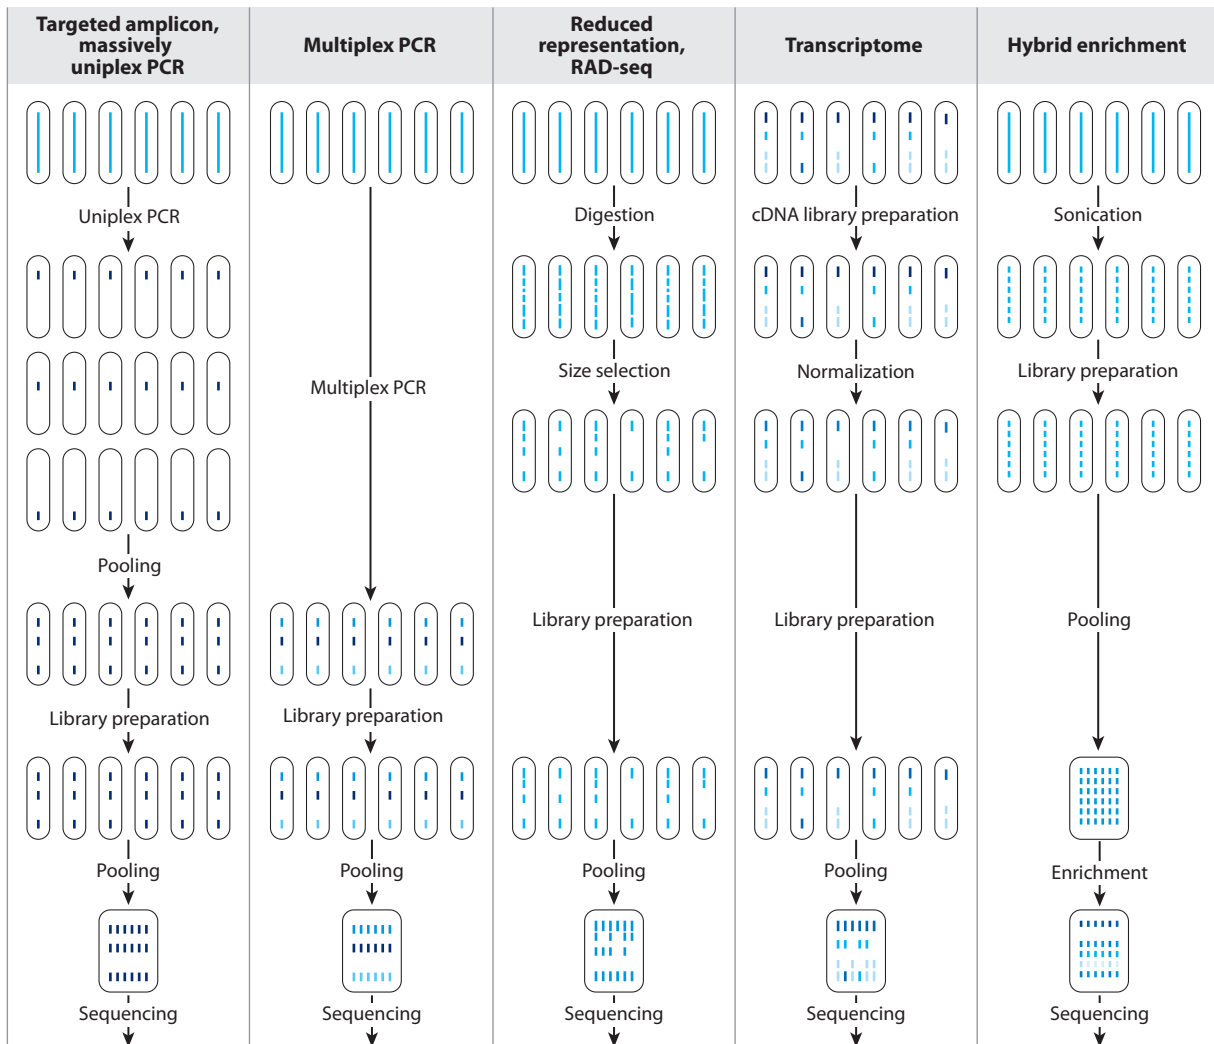 Targeted amplicon,
massively
uniplex PCR
Multiplex PCR
Reduced
representation,
RAD-seq
Transcriptome
Hybrid enrichment
Uniplex PCR
Digestion
cDNA library preparation
Sonication
Size selection
Normalization
Library preparation
Multiplex PCR
Pooling
Library preparation
Library preparation
Pooling
Library preparation
Library preparation
Pooling
Pooling
Pooling
Pooling
Enrichment
Sequencing
Sequencing
Sequencing
Sequencing
Sequencing